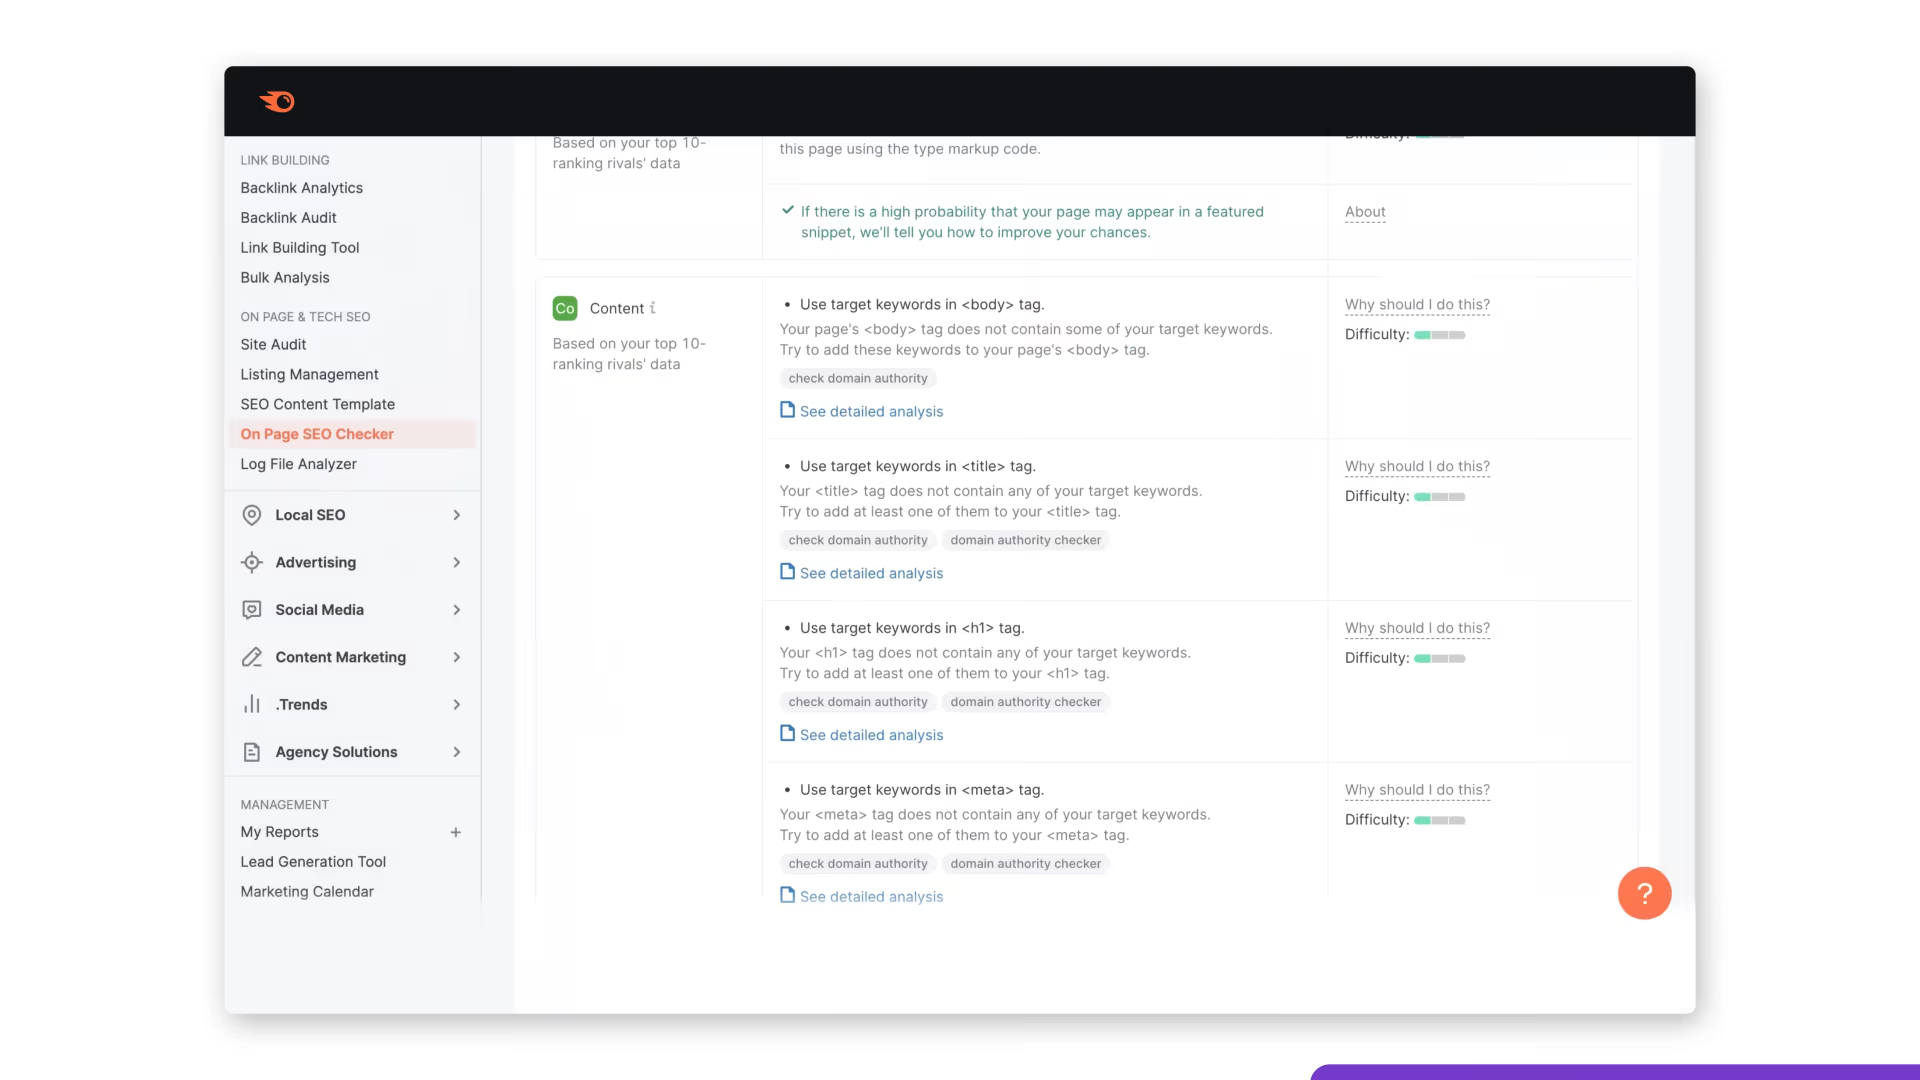 LINK BUILDING
Backlink Analytics
Backlink Audit
Link Building Tool
Bulk Analysis
ON PAGE & TECH SEO
Site Audit
Listing Management
SEO Content Template
On Page SEO Checker
Log File Analyzer
Local SEO
Advertising
Social Media
Content Marketing
.Trends
Agency Solutions
MANAGEMENT
My Reports +
Lead Generation Tool
Marketing Calendar
Based on your top 10-
ranking rivals' data
this page using the type markup code.
Difficulty:
If there is a high probability that your page may appear in a featured
snippet, we'll tell you how to improve your chances.
About
Co Content i
Based on your top 10-
ranking rivals' data
• Use target keywords in <body> tag.
Your page's <body> tag does not contain some of your target keywords.
Try to add these keywords to your page's <body> tag.
check domain authority
See detailed analysis
Why should I do this?
Difficulty:
• Use target keywords in <title> tag.
Your <title> tag does not contain any of your target keywords.
Try to add at least one of them to your <title> tag.
check domain authority domain authority checker
See detailed analysis
Why should I do this?
Difficulty:
• Use target keywords in <h1> tag.
Your <h1> tag does not contain any of your target keywords.
Try to add at least one of them to your <h1> tag.
check domain authority domain authority checker
See detailed analysis
Why should I do this?
Difficulty:
• Use target keywords in <meta> tag.
Your <meta> tag does not contain any of your target keywords.
Try to add at least one of them to your <meta> tag.
check domain authority domain authority checker
See detailed analysis
Why should I do this?
Difficulty:
?